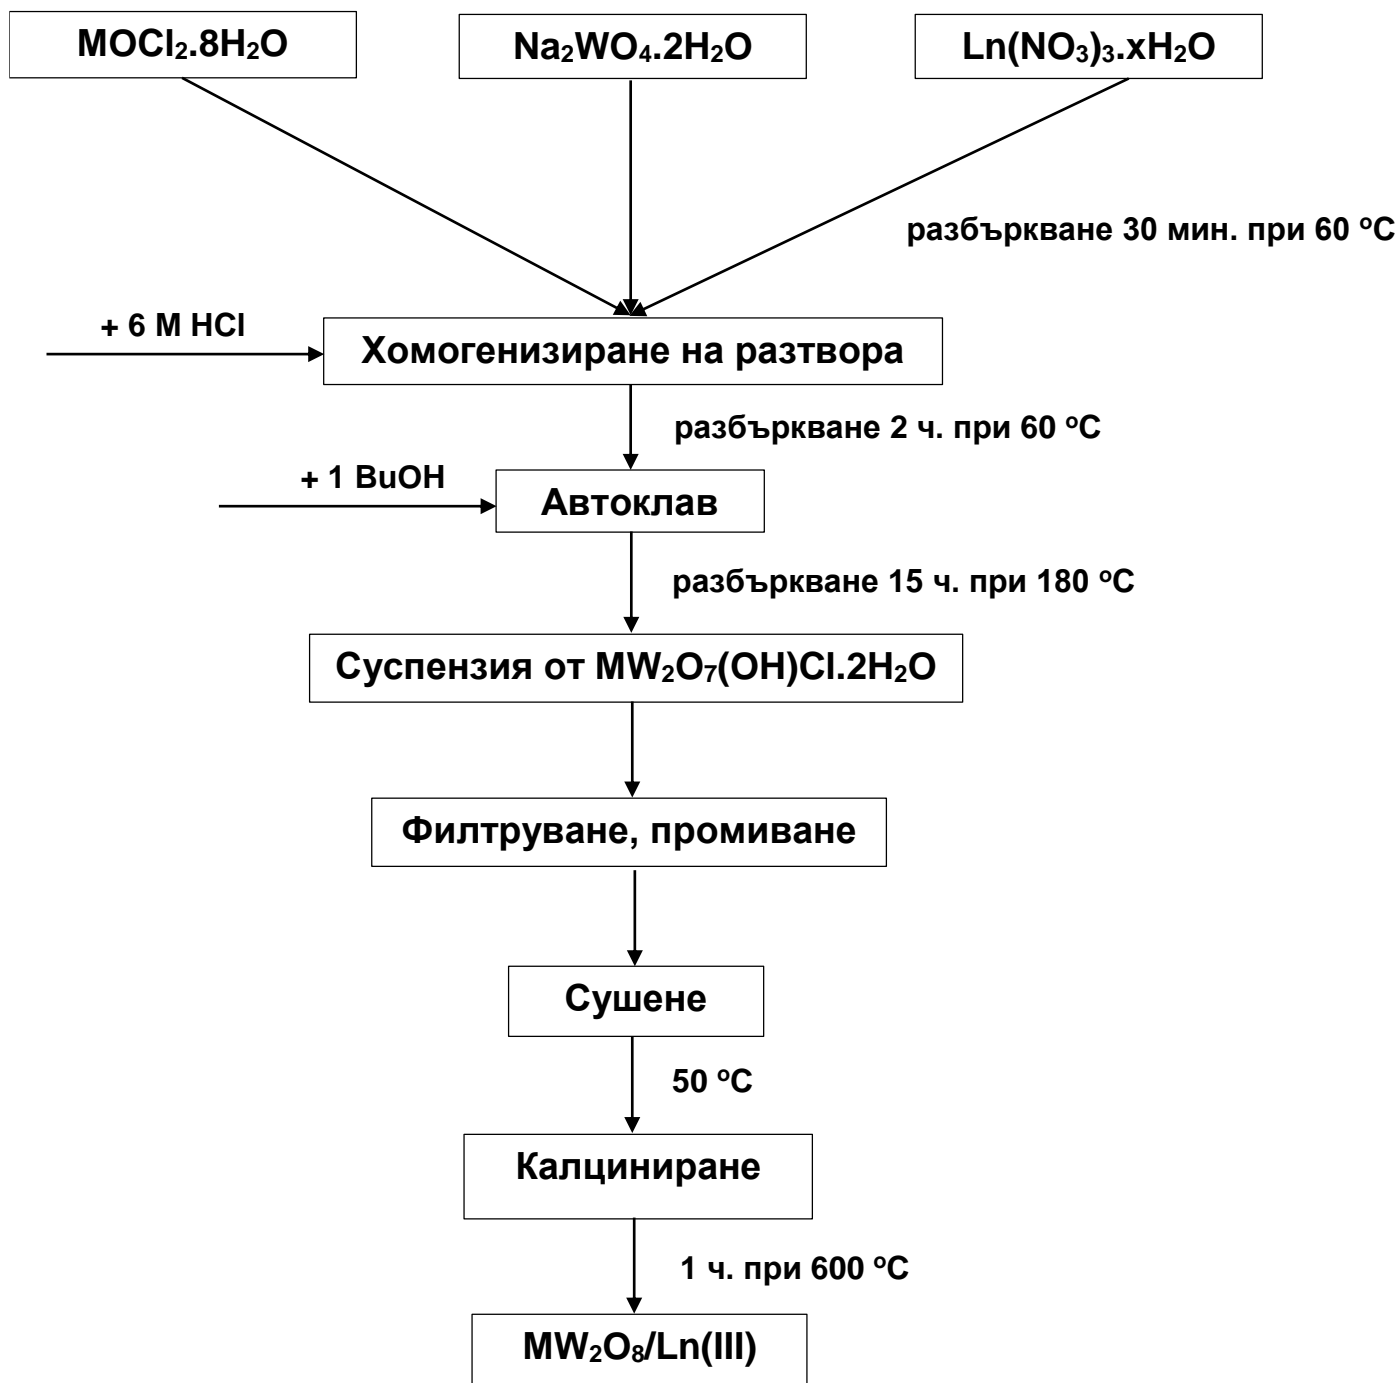 MOCl₂.8H₂O
Na₂WO₄.2H₂O
Ln(NO₃)₃.xH₂O
разбъркване 30 мин. при 60 ºC
+ 6 M HCl
Хомогенизиране на разтвора
разбъркване 2 ч. при 60 ºC
+ 1 BuOH
Автоклав
разбъркване 15 ч. при 180 ºC
Суспензия от MW₂O₇(OH)Cl.2H₂O
Филтруване, промиване
Сушене
50 ºC
Калциниране
1 ч. при 600 ºC
MW₂O₈/Ln(III)